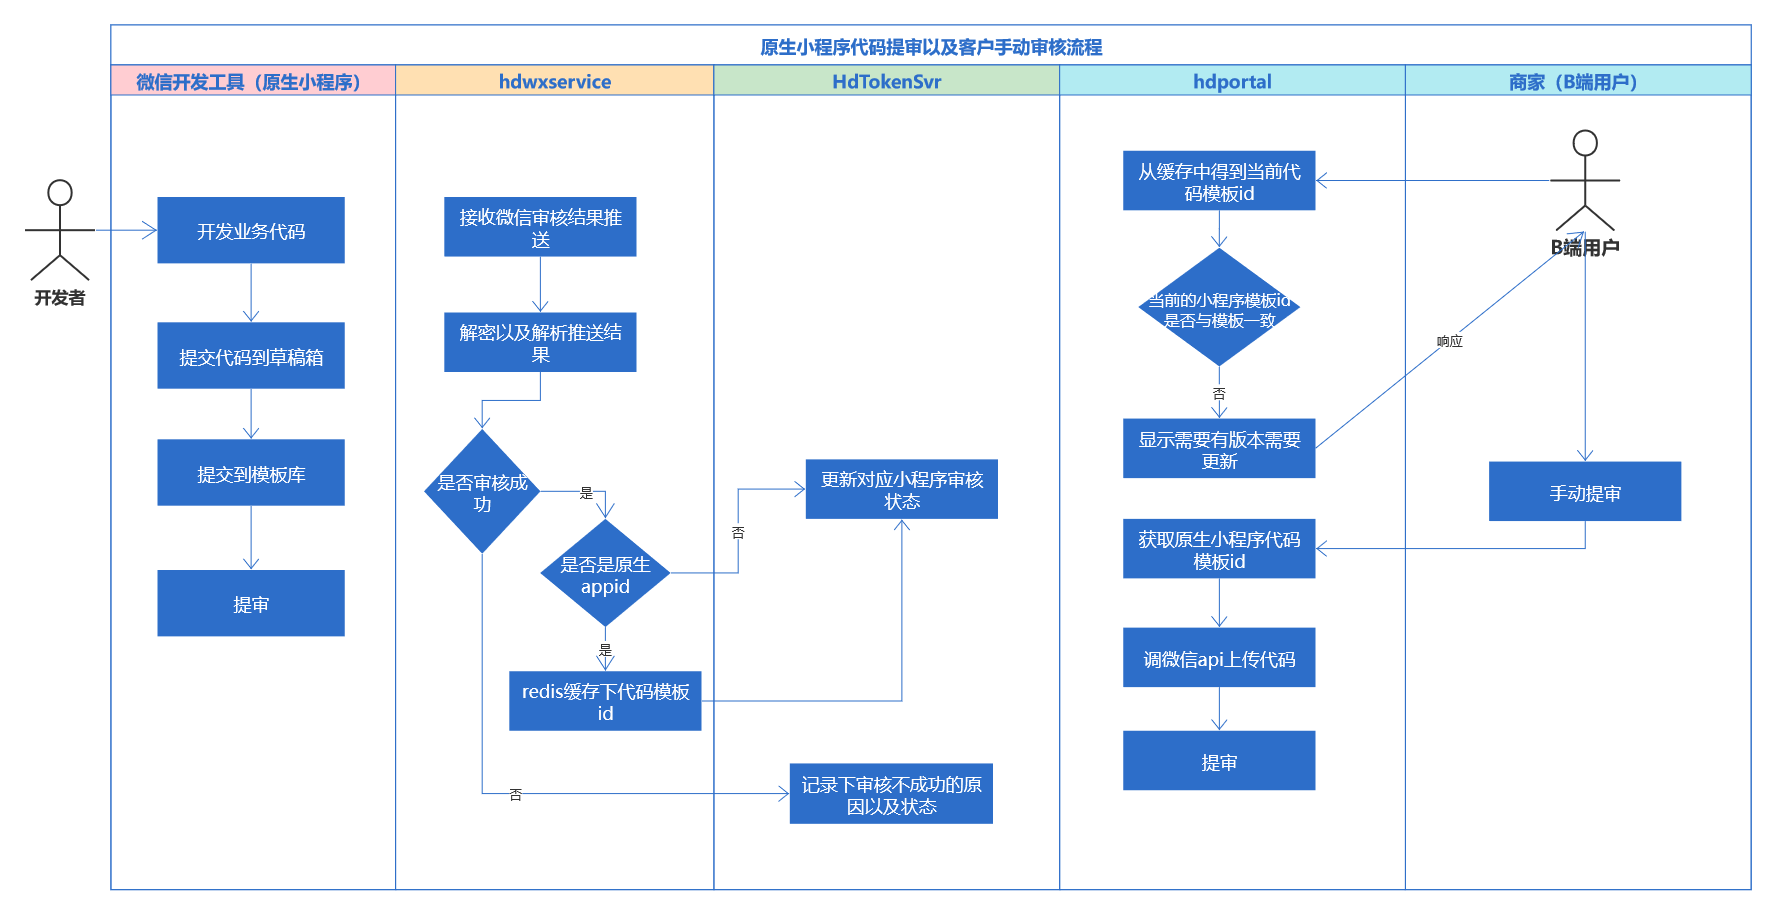 原生小程序代码提审以及客户手动审核流程
微信开发工具（原生小程序）
hdwxservice
HdTokenSvr
hdportal
商家（B端用户）
开发者
开发业务代码
提交代码到草稿箱
提交到模板库
提审
接收微信审核结果推
送
解密以及解析推送结
果
是否审核成
功
是
是否是原生
appid
否
是
redis缓存下代码模板
id
否
更新对应小程序审核
状态
记录下审核不成功的原
因以及状态
从缓存中得到当前代
码模板id
当前的小程序模板id
是否与模板一致
否
显示需要有版本需要
更新
响应
获取原生小程序代码
模板id
调微信api上传代码
提审
B端用户
手动提审